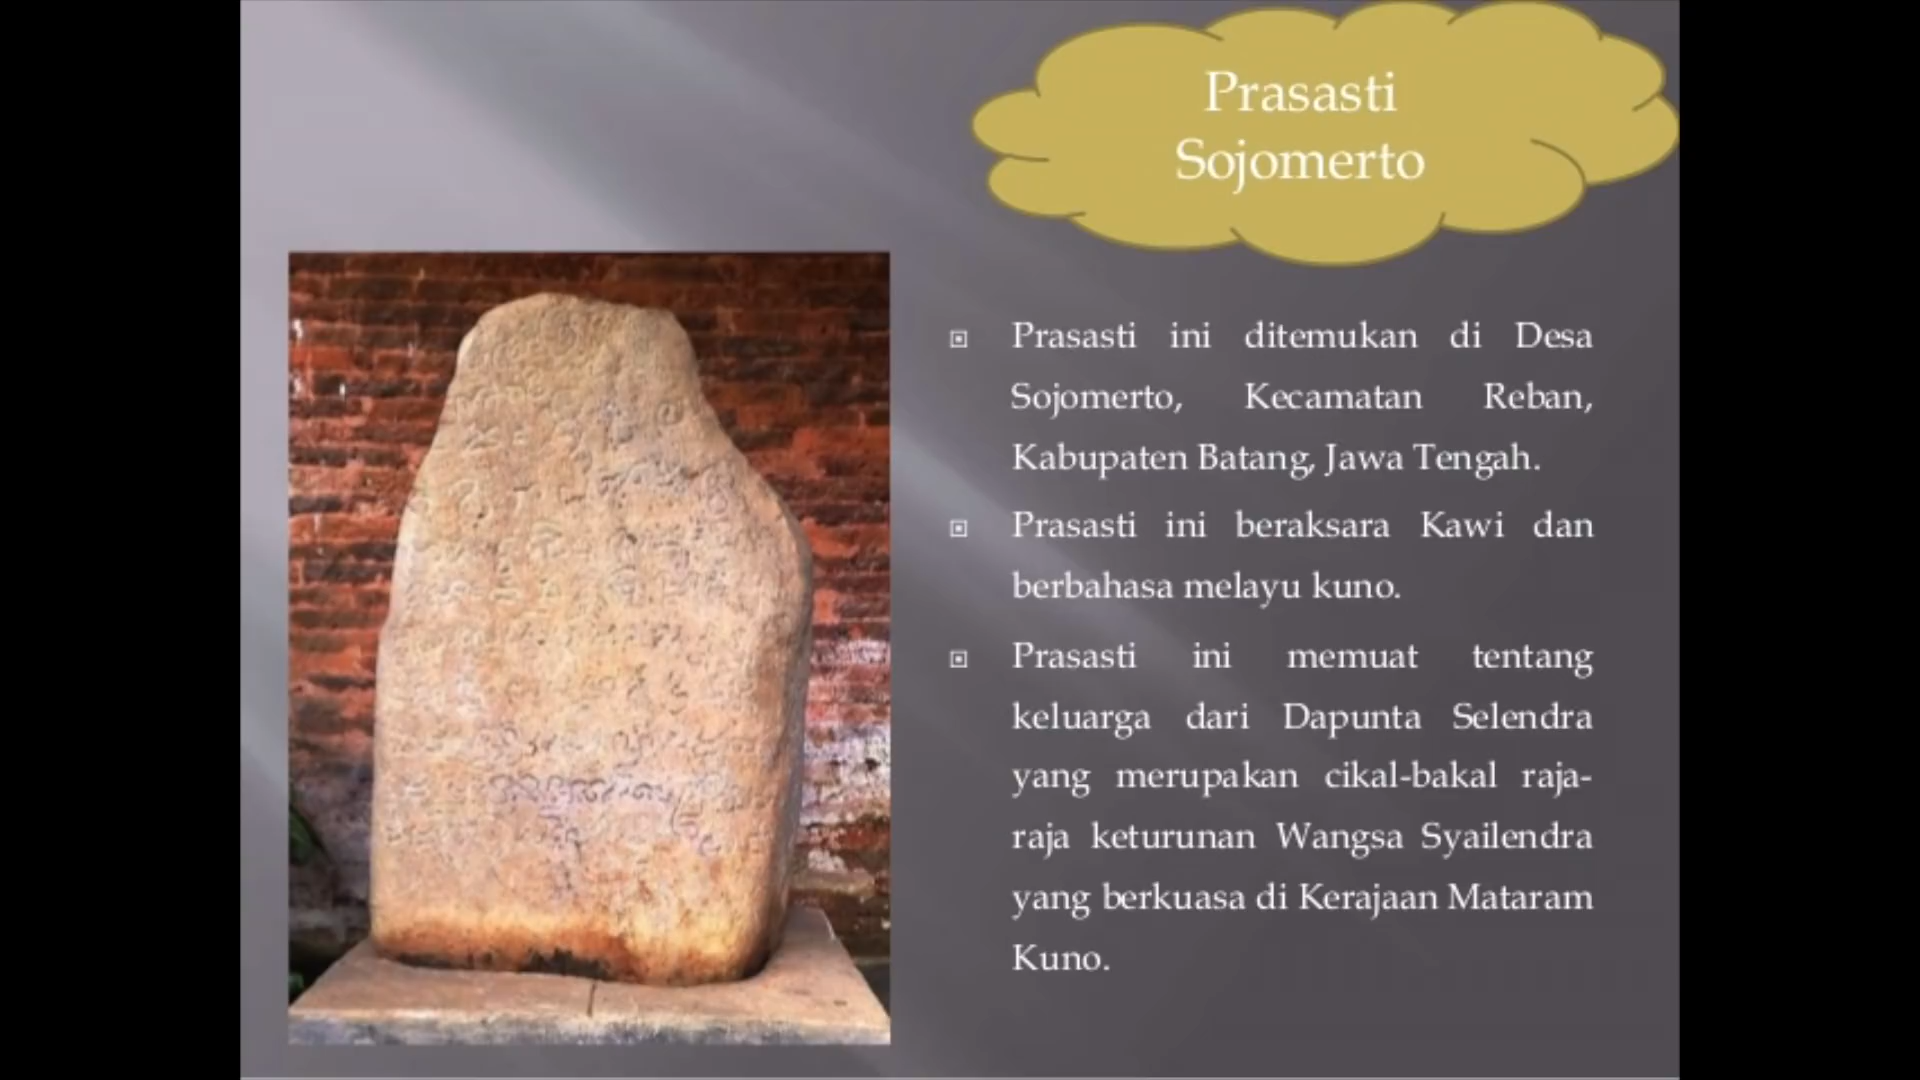 Prasasti
Sojomerto
Prasasti ini ditemukan di Desa
Sojomerto, Kecamatan Reban,
Kabupaten Batang, Jawa Tengah.
Prasasti ini beraksara Kawi dan
berbahasa melayu kuno.
Prasasti ini memuat tentang
keluarga dari Dapunta Selendra
yang merupakan cikal-bakal raja-
raja keturunan Wangsa Syailendra
yang berkuasa di Kerajaan Mataram
Kuno.